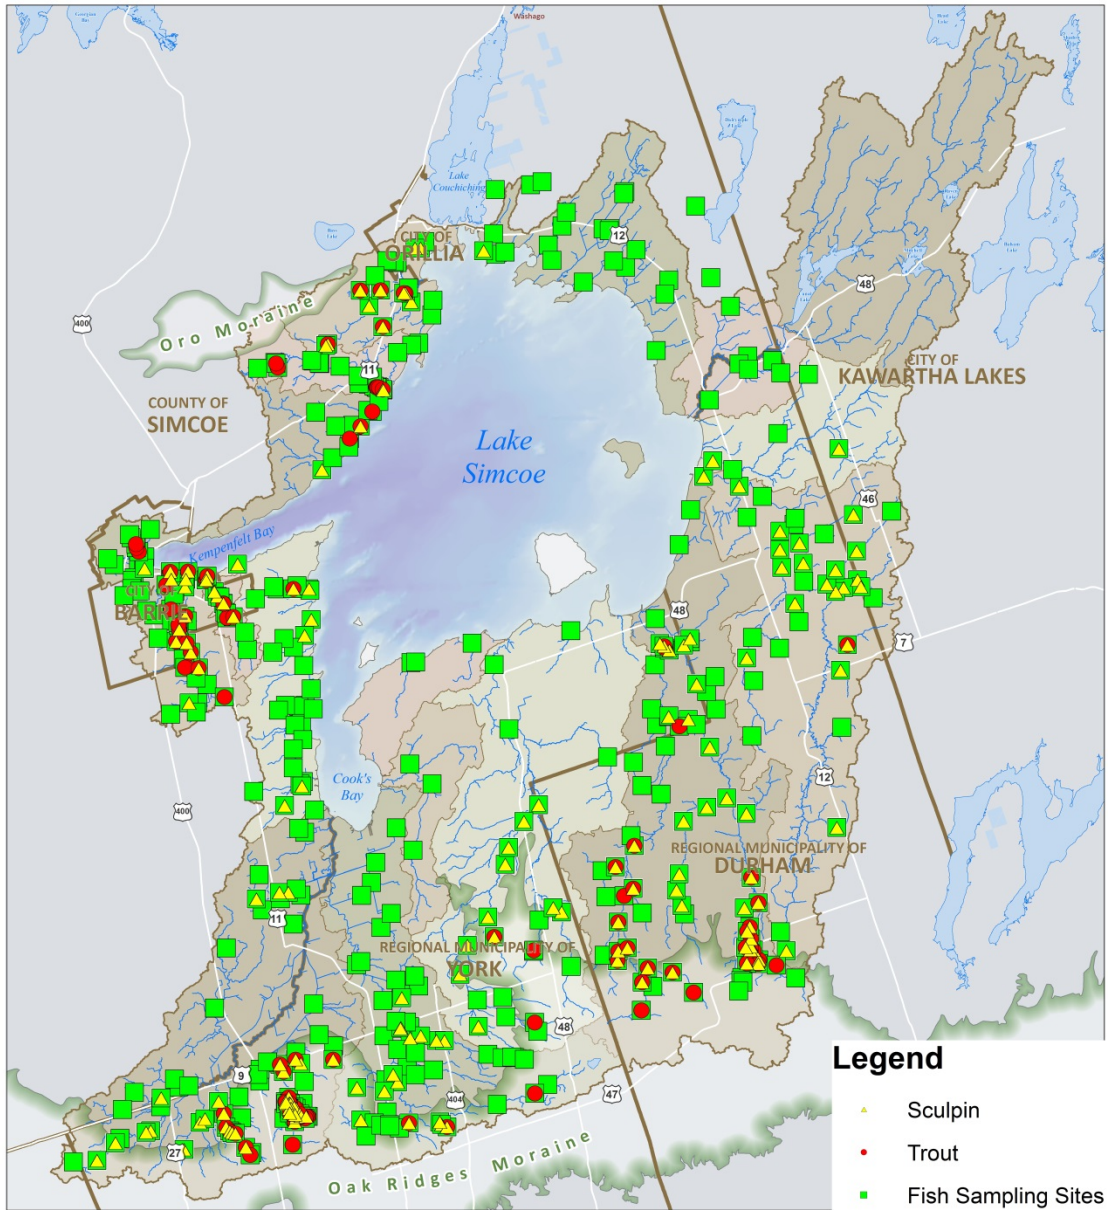 Washago
Lake
Couchiching
12
CITY OF
ORILLIA
48
400
Oro Moraine
11
CITY OF
KAWARTHA LAKES
COUNTY OF
SIMCOE
Lake
Simcoe
46
Kempenfelt Bay
CITY OF
BARRIE
48
7
Cook's
Bay
12
400
REGIONAL MUNICIPALITY OF
DURHAM
11
REGIONAL MUNICIPALITY OF
YORK
48
9
404
47
27
Oak Ridges Moraine
Legend
Sculpin
Trout
Fish Sampling Sites